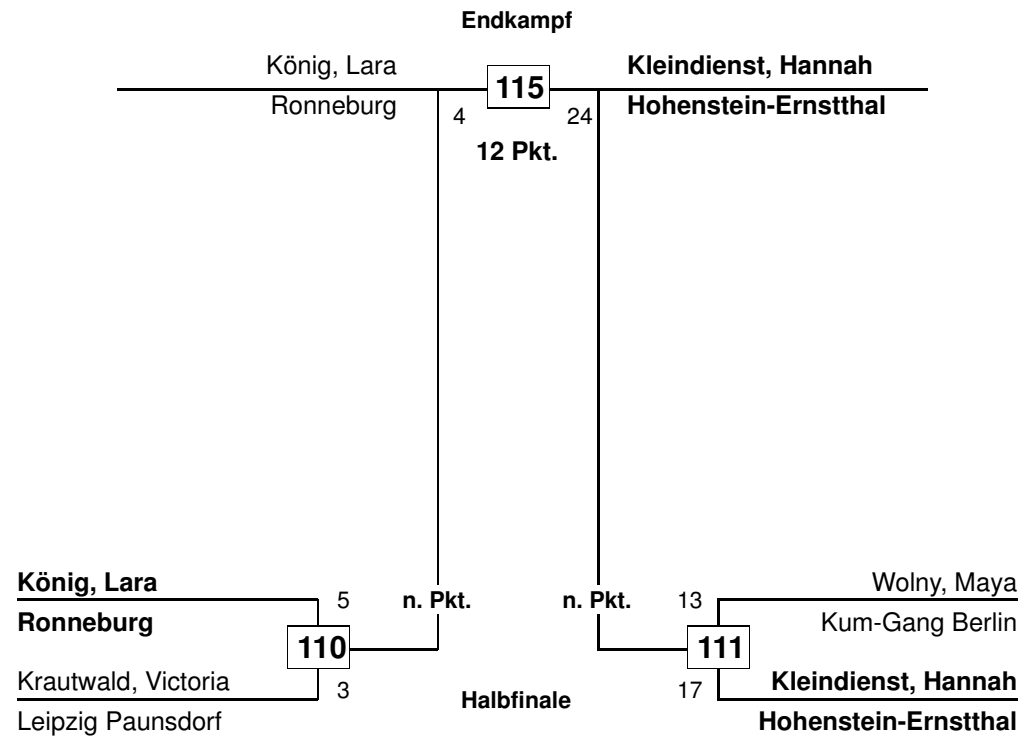 Endkampf
König, Lara
Ronneburg
4
115
24
12 Pkt.
Kleindienst, Hannah
Hohenstein-Ernstthal
König, Lara
Ronneburg
5
110
n. Pkt.
Krautwald, Victoria
Leipzig Paunsdorf
3
Halbfinale
n. Pkt.
13
111
17
Wolny, Maya
Kum-Gang Berlin
Kleindienst, Hannah
Hohenstein-Ernstthal